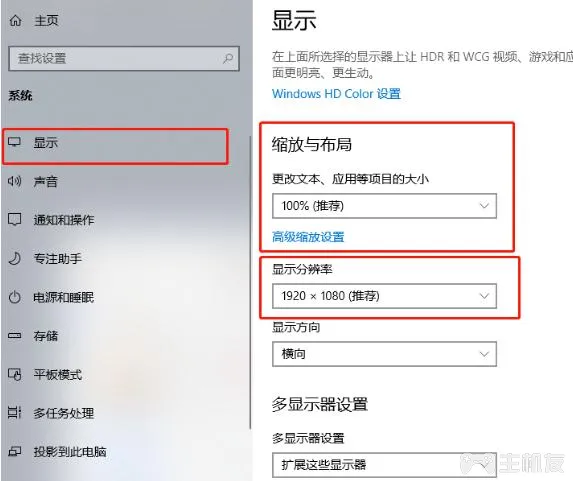 主页
查找设置
系统
显示
声音
通知和操作
专注助手
电源和睡眠
存储
平板模式
多任务处理
投影到此电脑
显示
在上面所选择的显示器上让 HDR 和 WCG 视频、游戏和应
面更明亮、更生动。
Windows HD Color 设置
缩放与布局
更改文本、应用等项目的大小
100% (推荐)
高级缩放设置
显示分辨率
1920 × 1080 (推荐)
显示方向
横向
多显示器设置
多显示器设置
扩展这些显示器
主机友